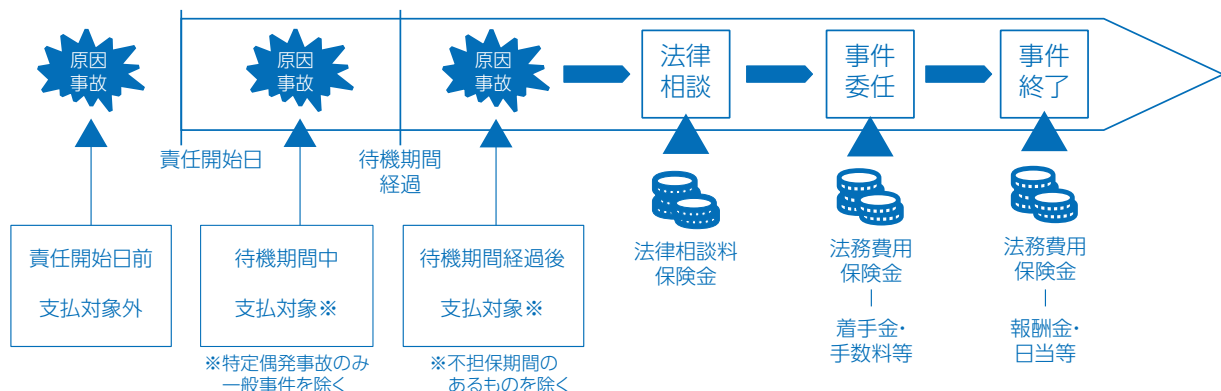 原因
事故
原因
事故
原因
事故
法律
相談
事件
委任
事件
終了
責任開始日
待機期間
経過
責任開始日前
支払対象外
待機期間中
支払対象※
※特定偶発事故のみ
一般事件を除く
待機期間経過後
支払対象※
※不担保期間の
あるものを除く
法律相談料
保険金
法務費用
保険金
着手金・
手数料等
法務費用
保険金
報酬金・
日当等